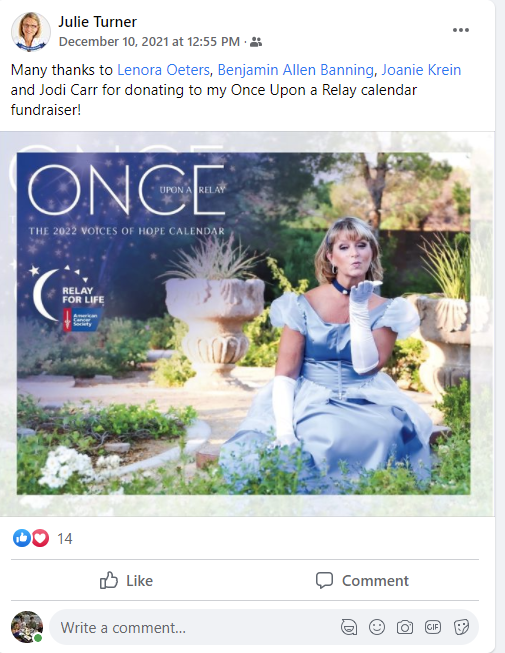 Julie Turner
December 10, 2021 at 12:55 PM ·
Many thanks to Lenora Oeters, Benjamin Allen Banning, Joanie Krein
and Jodi Carr for donating to my Once Upon a Relay calendar
fundraiser!
ONCE
UPON A RELAY
THE 2022 VOICES OF HOPE CALENDAR
RELAY
FOR LIFE
American
Cancer
Society
14
Like
Comment
Write a comment...
GIF